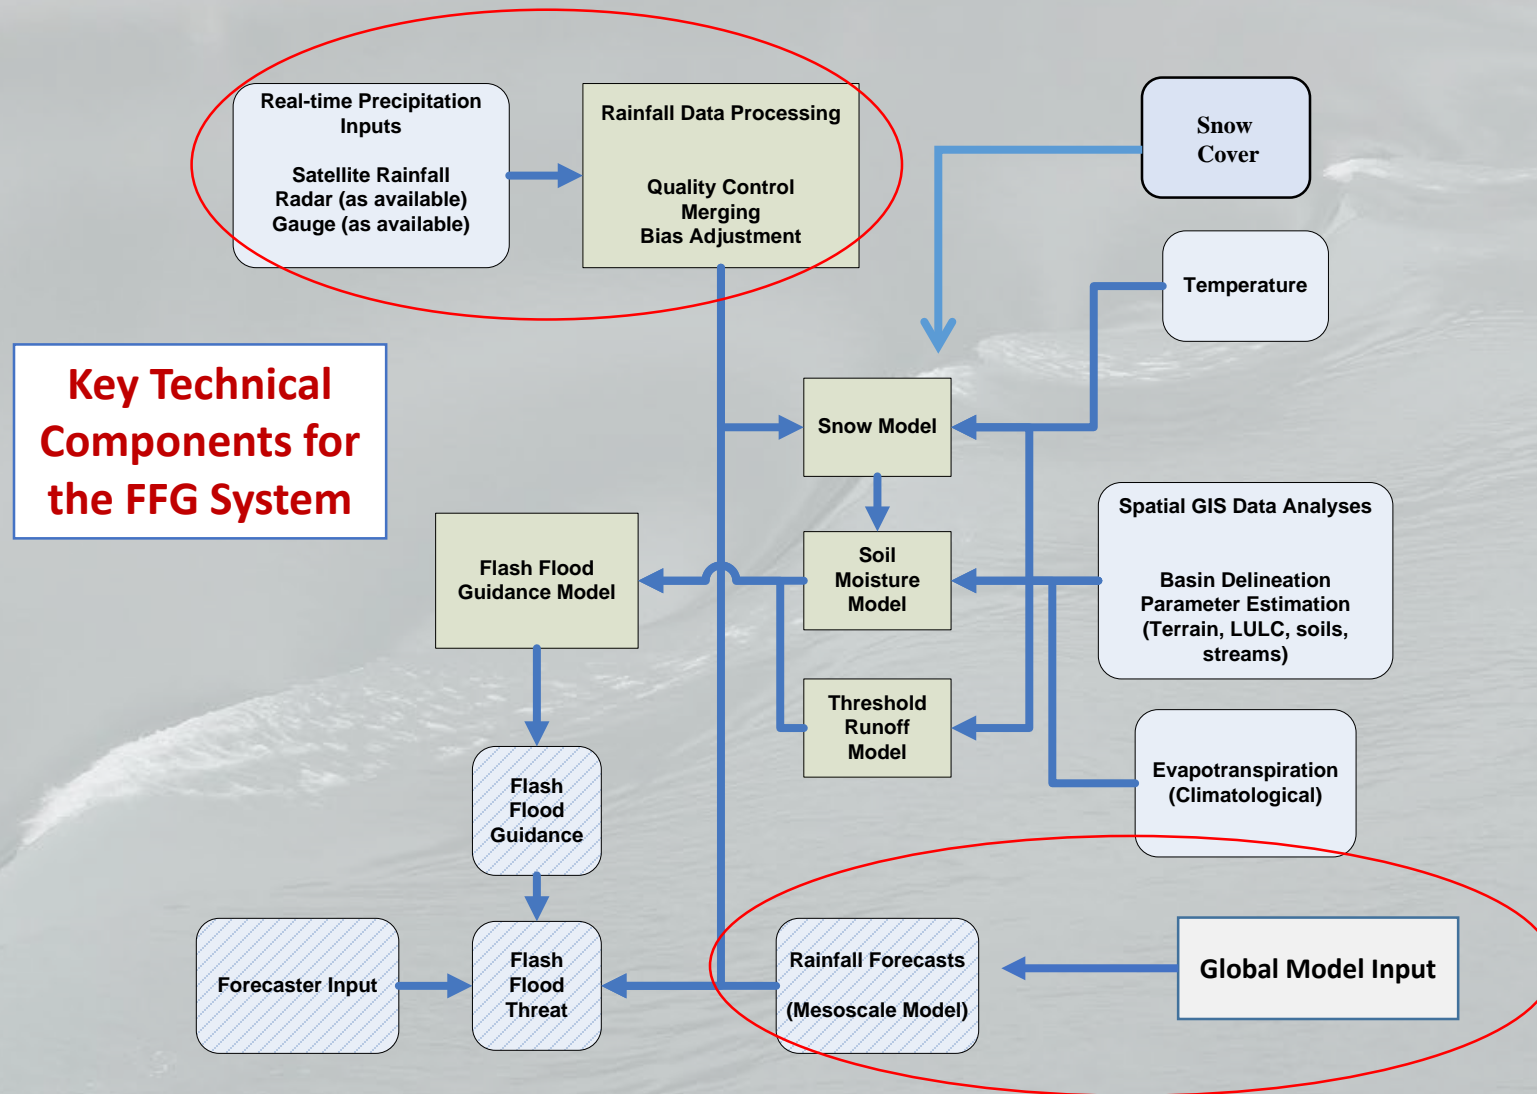 Real-time Precipitation
Inputs
Satellite Rainfall
Radar (as available)
Gauge (as available)
Rainfall Data Processing
Quality Control
Merging
Bias Adjustment
Snow
Cover
Temperature
Key Technical
Components for
the FFG System
Snow Model
Spatial GIS Data Analyses
Basin Delineation
Parameter Estimation
(Terrain, LULC, soils,
streams)
Flash Flood
Guidance Model
Soil
Moisture
Model
Threshold
Runoff
Model
Evapotranspiration
(Climatological)
Flash
Flood
Guidance
Forecaster Input
Flash
Flood
Threat
Rainfall Forecasts
(Mesoscale Model)
Global Model Input